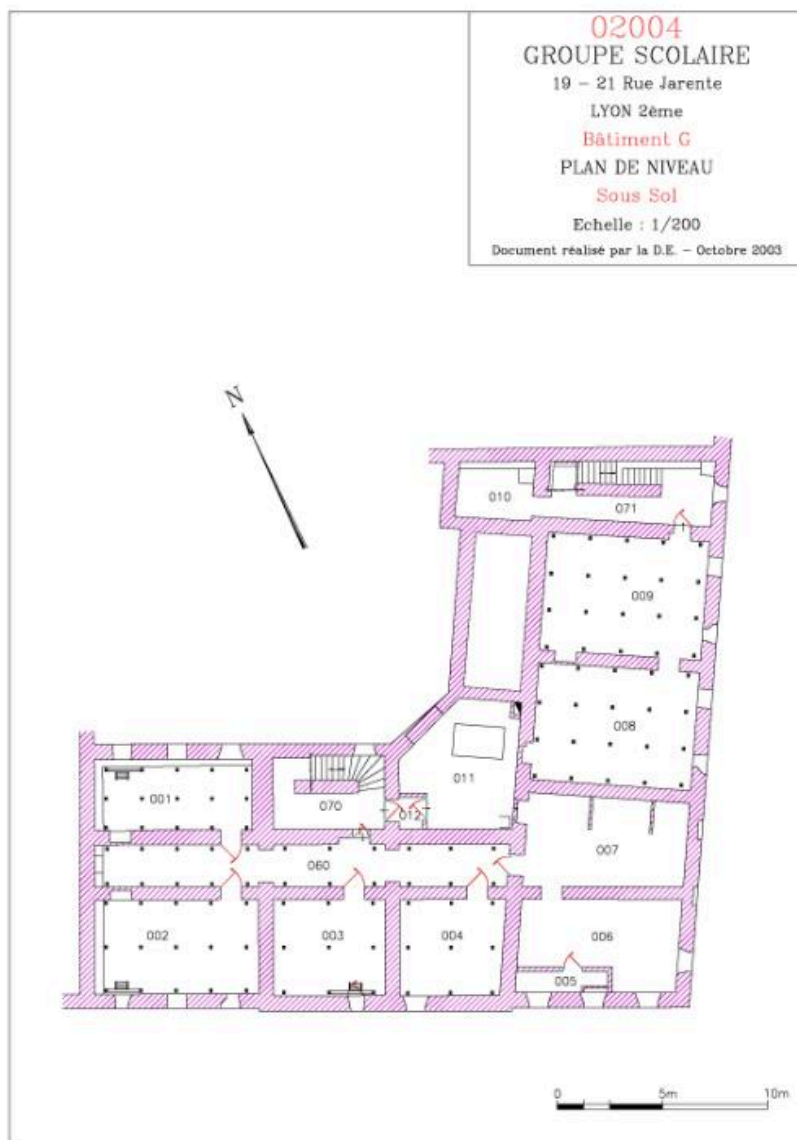 02004
GROUPE SCOLAIRE
19 - 21 Rue Jarente
LYON 2ème
Bâtiment G
PLAN DE NIVEAU
Sous Sol
Echelle : 1/200
Document réalisé par la D.E. - Octobre 2003
N
010
071
009
008
011
001
070
012
007
060
002
003
004
006
005
0 5m 10m